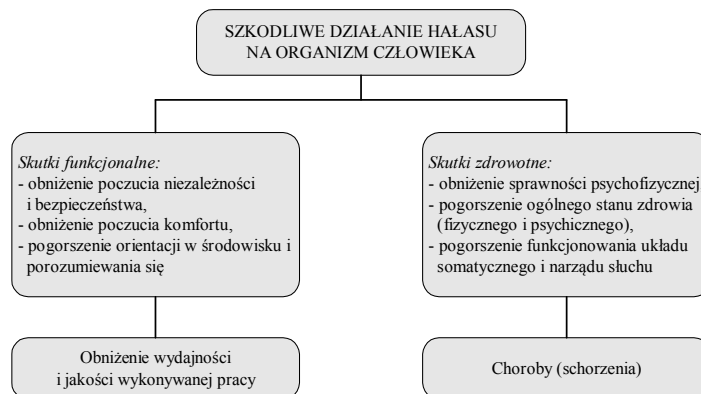 SZKODLIWE DZIAŁANIE HAŁASU
NA ORGANIZM CZŁOWIEKA
Skutki funkcjonalne:
- obniżenie poczucia niezależności
i bezpieczeństwa,
- obniżenie poczucia komfortu,
- pogorszenie orientacji w środowisku i
porozumiewania się
Skutki zdrowotne:
- obniżenie sprawności psychofizycznej,
- pogorszenie ogólnego stanu zdrowia
(fizycznego i psychicznego),
- pogorszenie funkcjonowania układu
somatycznego i narządu słuchu
Obniżenie wydajności
i jakości wykonywanej pracy
Choroby (schorzenia)